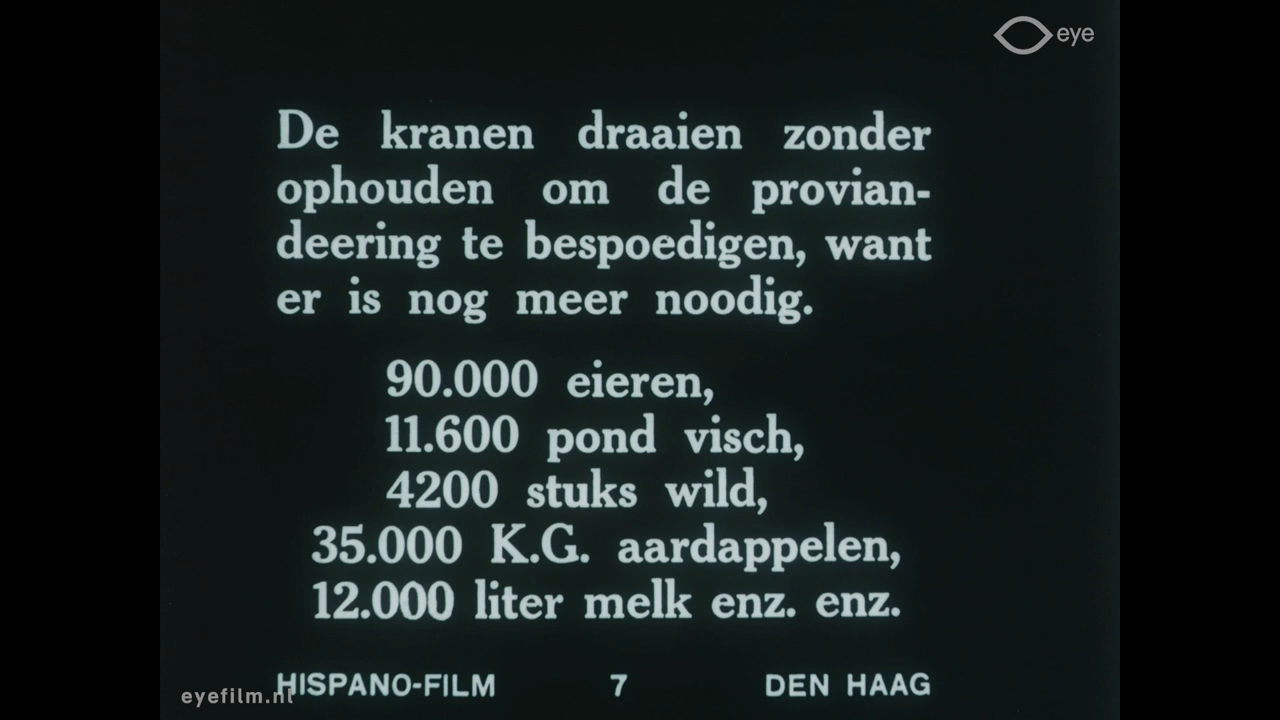 eye
De kranen draaien zonder
ophouden om de provian-
deering te bespoedigen, want
er is nog meer noodig.
90.000 eieren,
11.600 pond visch,
4200 stuks wild,
35.000 K.G. aardappelen,
12.000 liter melk enz. enz.
HISPANO-FILM 7 DEN HAAG
eyefilm.nl